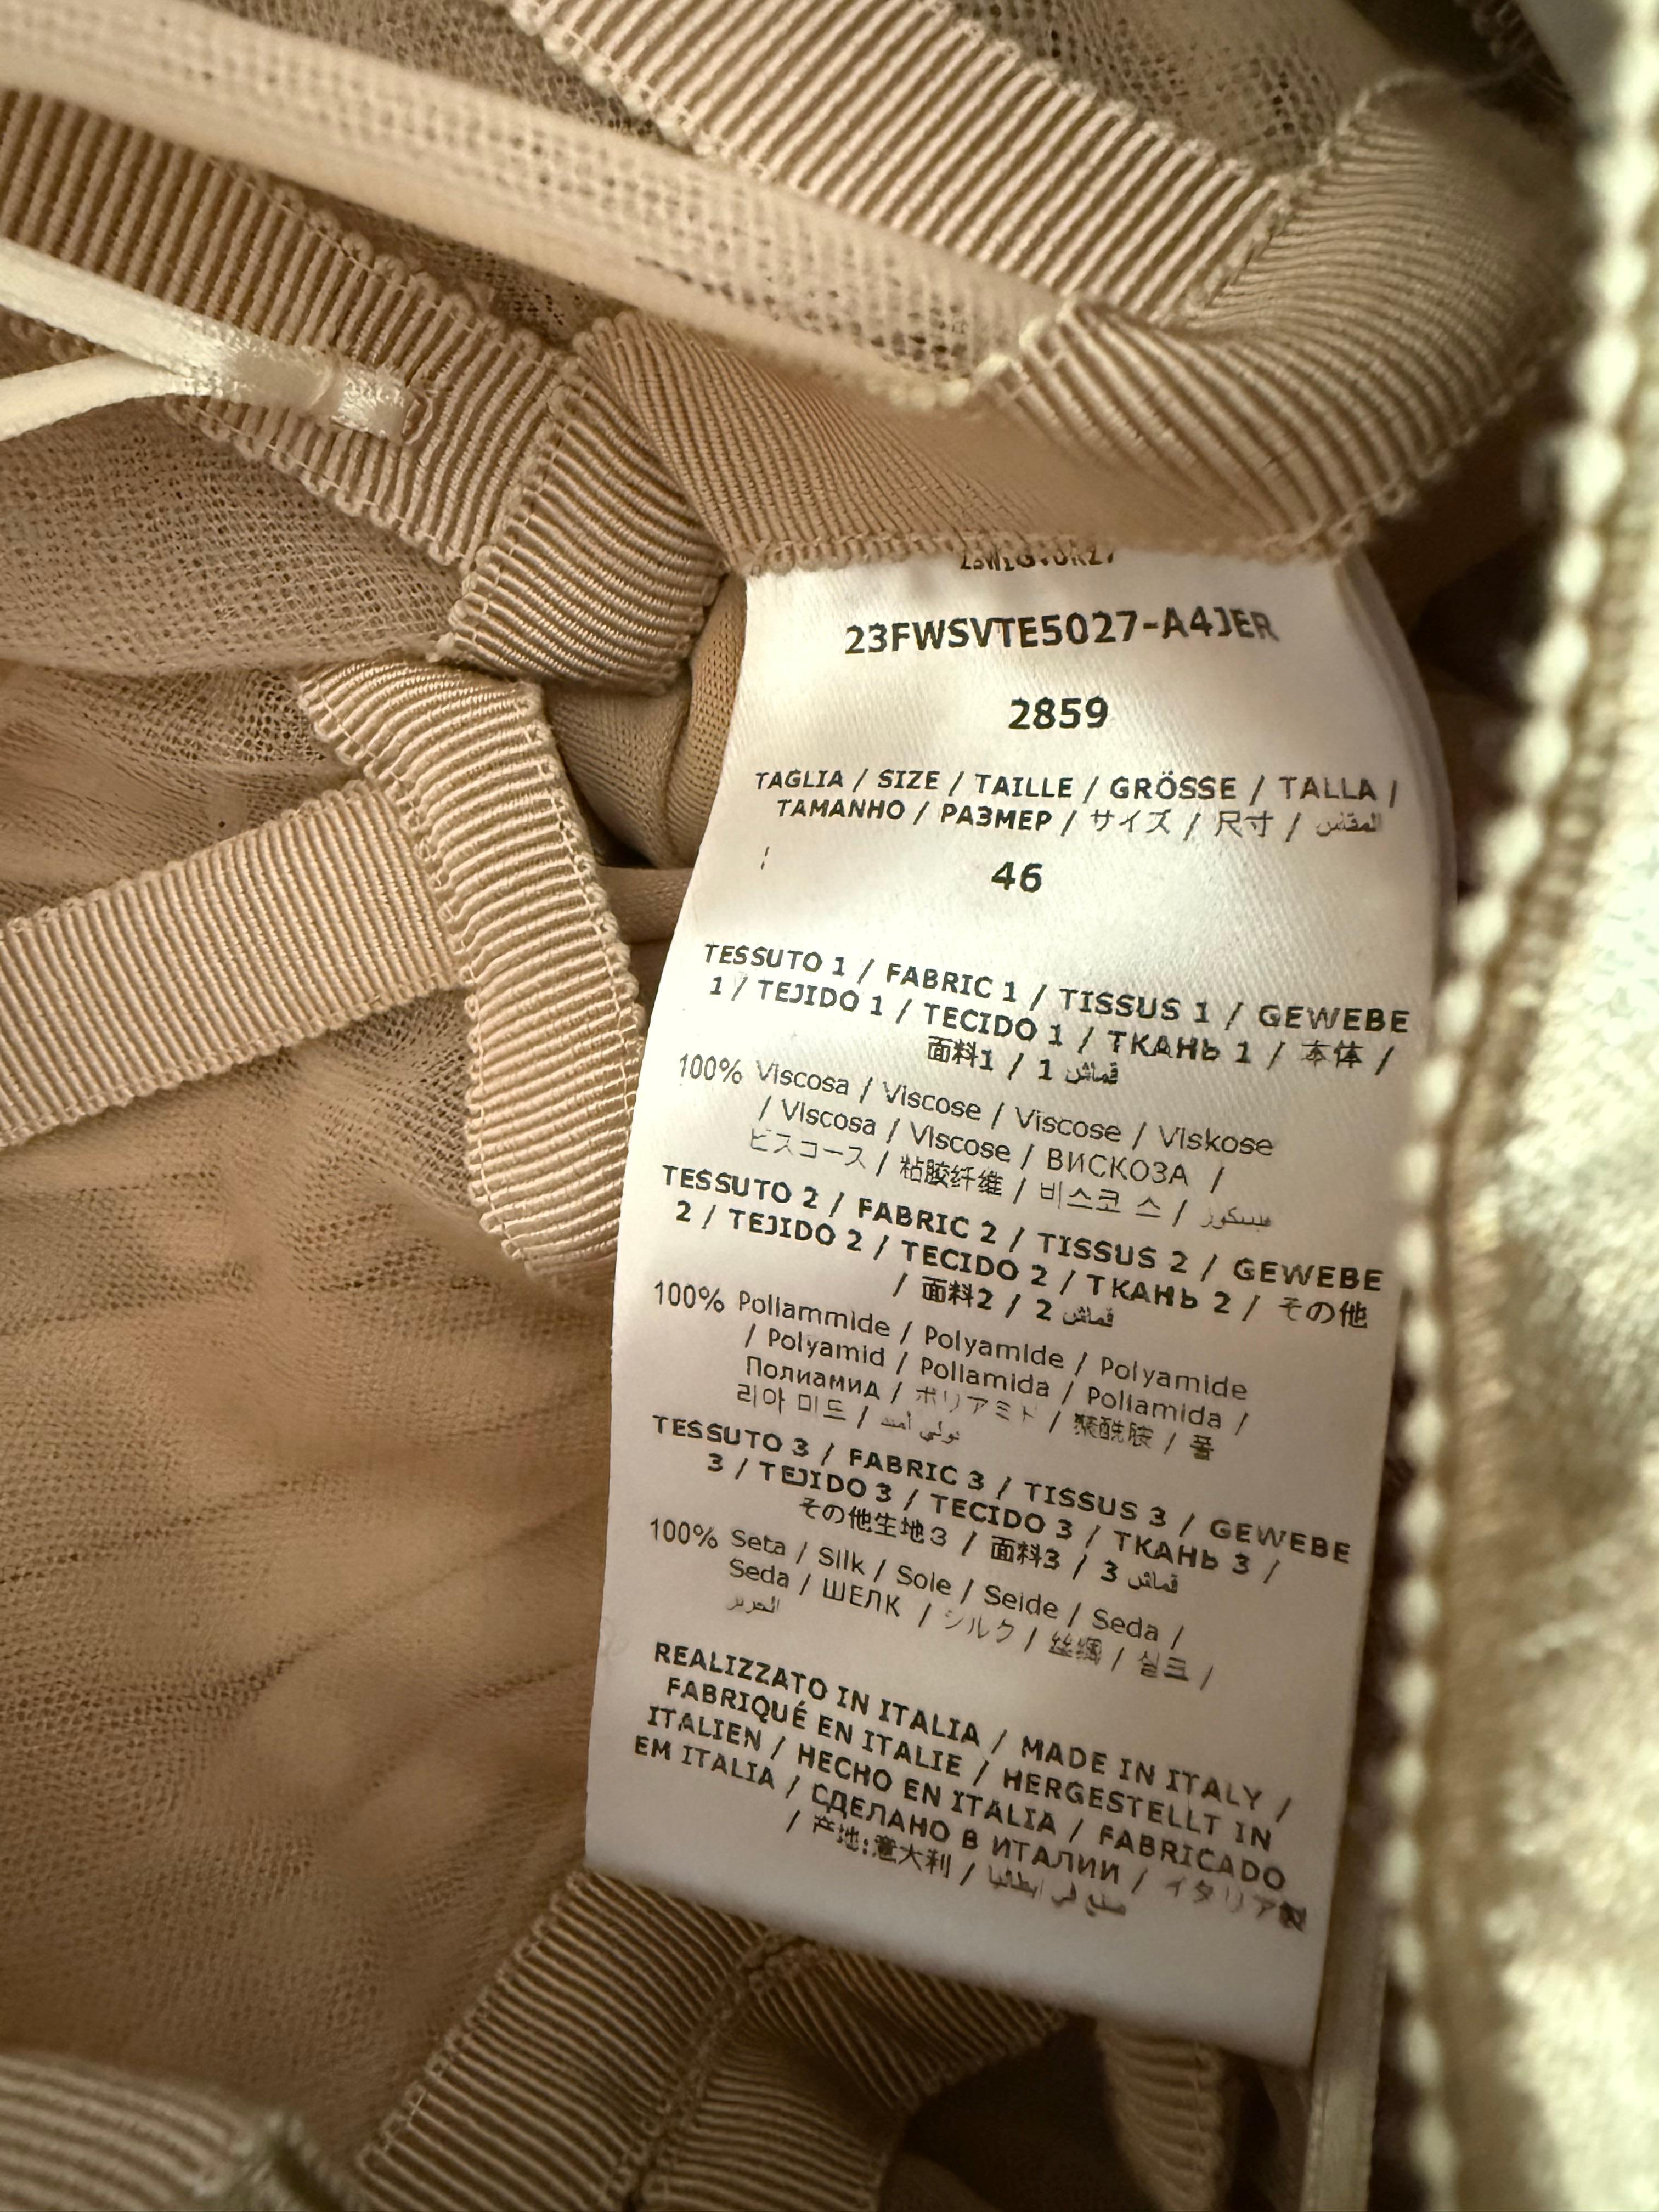 23FWSVTE5027-A4JER
2859
TAGLIA / SIZE / TAILLE / GRÖSSE / TALLA /
TAMANHO / РАЗМЕР / サイズ / 尺寸 / المقاس
46
TESSUTO 1 / FABRIC 1 / TISSUS 1 / GEWEBE
1 / TEJIDO 1 / TECIDO 1 / ТКАНЬ 1 / 本体 /
面料1 / 1 قماش
100% Viscosa / Viscose / Viscose / Viskose
/ Viscosa / Viscose / ВИСКОЗА /
ビスコース / 粘胶纤维 / 비스코 스 / فيسكوز
TESSUTO 2 / FABRIC 2 / TISSUS 2 / GEWEBE
2 / TEJIDO 2 / TECIDO 2 / ТКАНЬ 2 / その他
/ 面料2 / 2 قماش
100% Poliammide / Polyamide / Polyamide
/ Polyamid / Poliamida / Poliamida /
Полиамид / ポリアミド / 聚酰胺 / 폴
리아 미드 / بولي أميد
TESSUTO 3 / FABRIC 3 / TISSUS 3 / GEWEBE
3 / TEJIDO 3 / TECIDO 3 / ТКАНЬ 3 /
その他生地3 / 面料3 / 3 قماش
100% Seta / Silk / Soie / Seide / Seda /
Seda / ШЕЛК / シルク / 丝绸 / 실크 /
الحرير
REALIZZATO IN ITALIA / MADE IN ITALY /
FABRIQUÉ EN ITALIE / HERGESTELLT IN
ITALIEN / HECHO EN ITALIA / FABRICADO
EM ITALIA / СДЕЛАНО В ИТАЛИИ / イタリア製
/ 产地:意大利 / صنع في إيطاليا